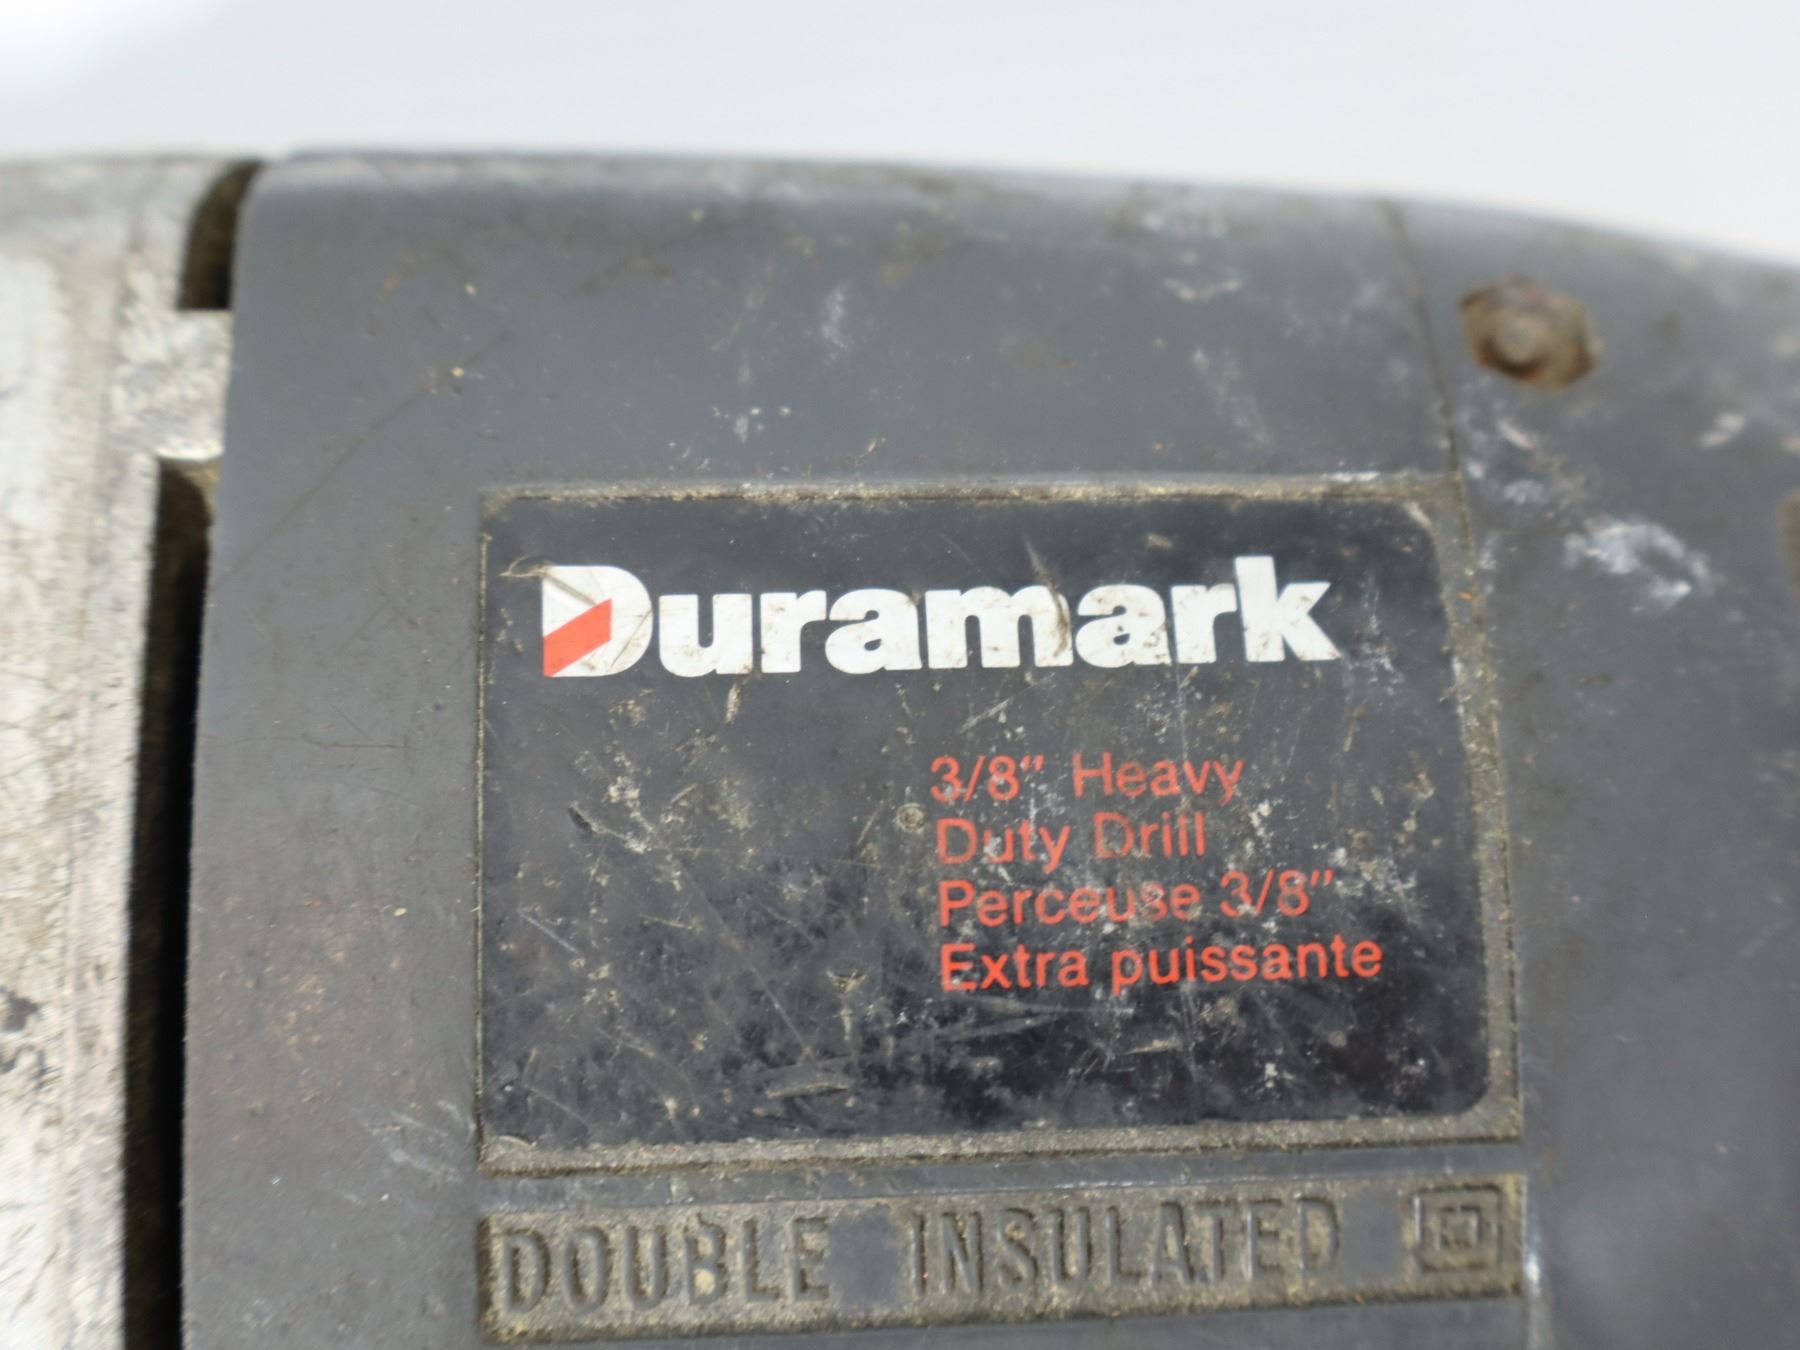 Duramark
3/8" Heavy
Duty Drill
Perceuse 3/8"
Extra puissante
DOUBLE INSULATED